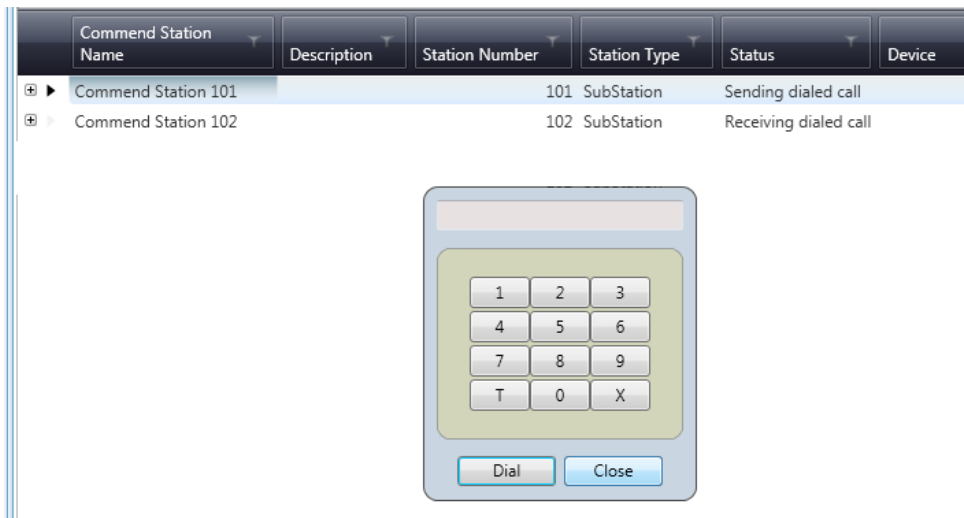 Commend Station
Name Description Station Number Station Type Status Device
Commend Station 101 101 SubStation Sending dialed call
Commend Station 102 102 SubStation Receiving dialed call
1 2 3
4 5 6
7 8 9
T 0 X
Dial Close